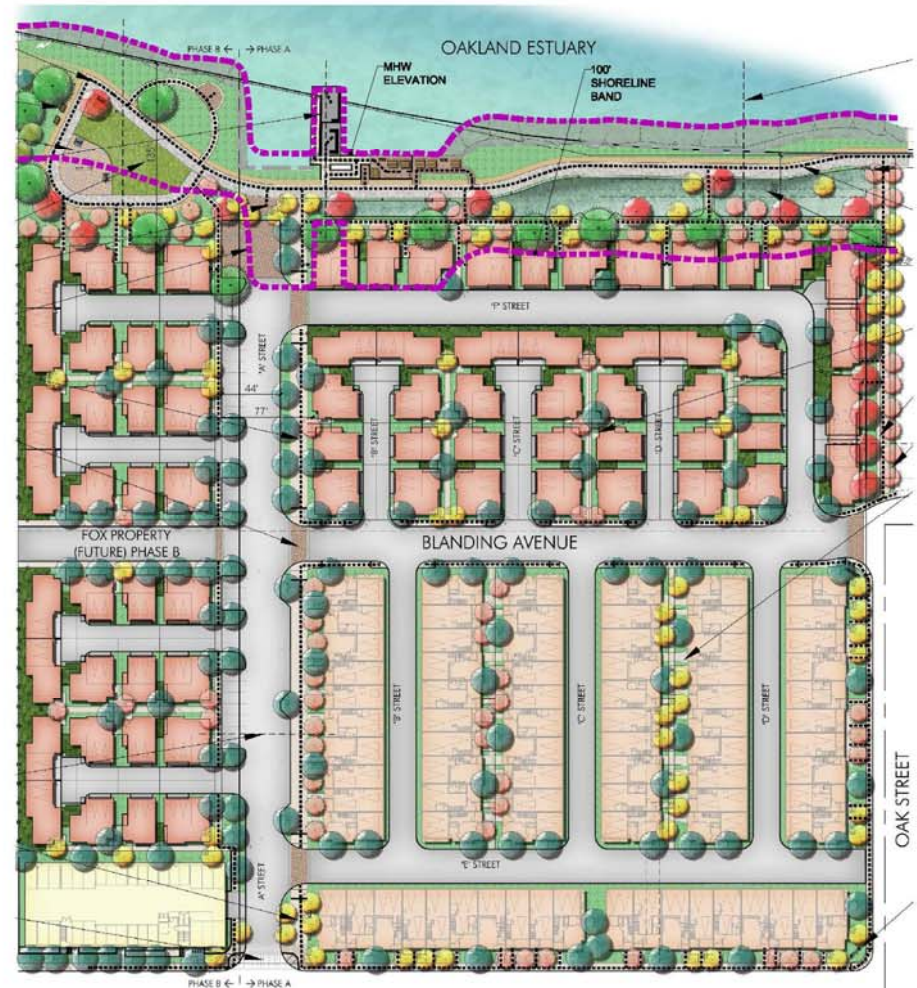 OAKLAND ESTUARY
PHASE B ← → PHASE A
MHW
ELEVATION
100'
SHORELINE
BAND
"F" STREET
"A" STREET
44'
77'
"B" STREET
"C" STREET
"D" STREET
FOX PROPERTY
(FUTURE) PHASE B
BLANDING AVENUE
"B" STREET
"C" STREET
"D" STREET
OAK STREET
"E" STREET
"A" STREET
PHASE B ← → PHASE A